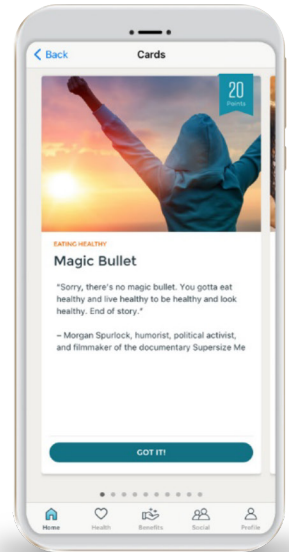 Back
Cards
20
Points
EATING HEALTHY
Magic Bullet
"Sorry, there's no magic bullet. You gotta eat
healthy and live healthy to be healthy and look
healthy. End of story."
– Morgan Spurlock, humorist, political activist,
and filmmaker of the documentary Supersize Me
GOT IT!
Home
Health
Benefits
Social
Profile